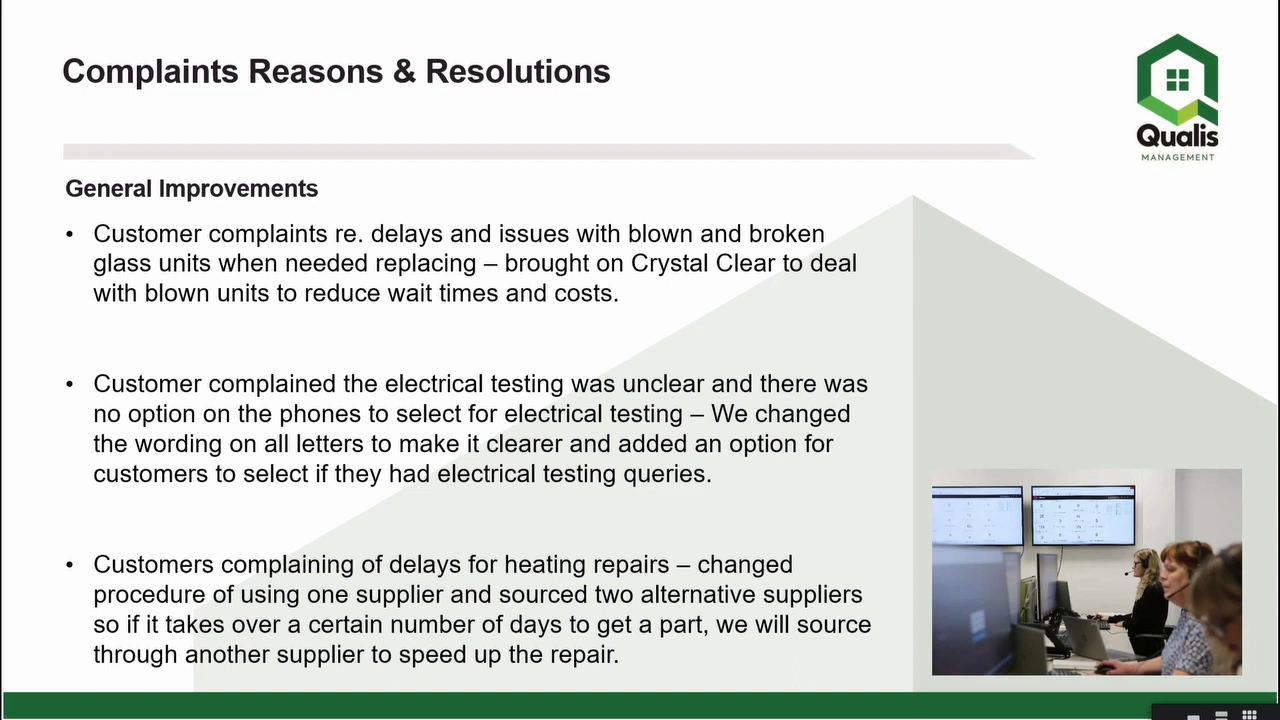 Complaints Reasons & Resolutions
Qualis
MANAGEMENT
General Improvements
• Customer complaints re. delays and issues with blown and broken
glass units when needed replacing – brought on Crystal Clear to deal
with blown units to reduce wait times and costs.
• Customer complained the electrical testing was unclear and there was
no option on the phones to select for electrical testing – We changed
the wording on all letters to make it clearer and added an option for
customers to select if they had electrical testing queries.
• Customers complaining of delays for heating repairs – changed
procedure of using one supplier and sourced two alternative suppliers
so if it takes over a certain number of days to get a part, we will source
through another supplier to speed up the repair.